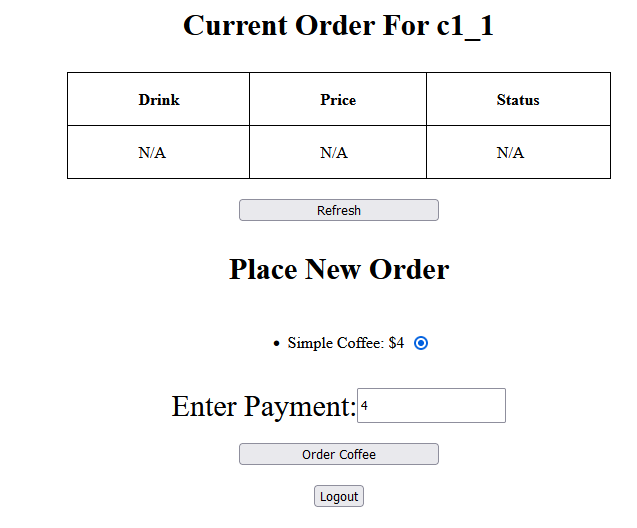 Current Order For c1_1
Drink Price Status
N/A N/A N/A
Refresh
Place New Order
• Simple Coffee: $4
Enter Payment: 4
Order Coffee
Logout